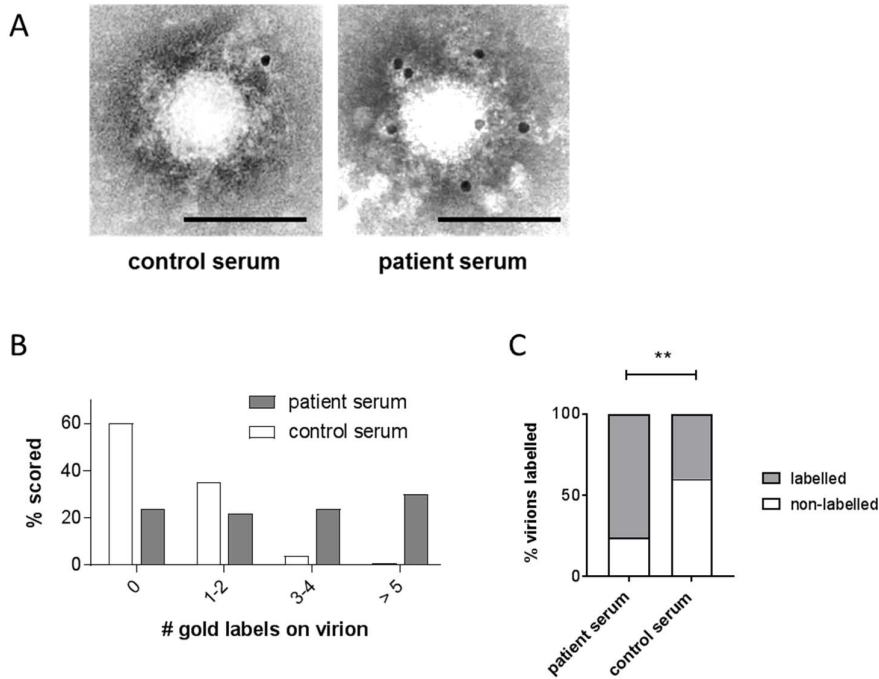 A
control serum
patient serum
B
patient serum
control serum
% scored
60
40
20
0
0
1-2
3-4
> 5
# gold labels on virion
C
**
% virions labelled
100
50
0
labelled
non-labelled
patient serum
control serum